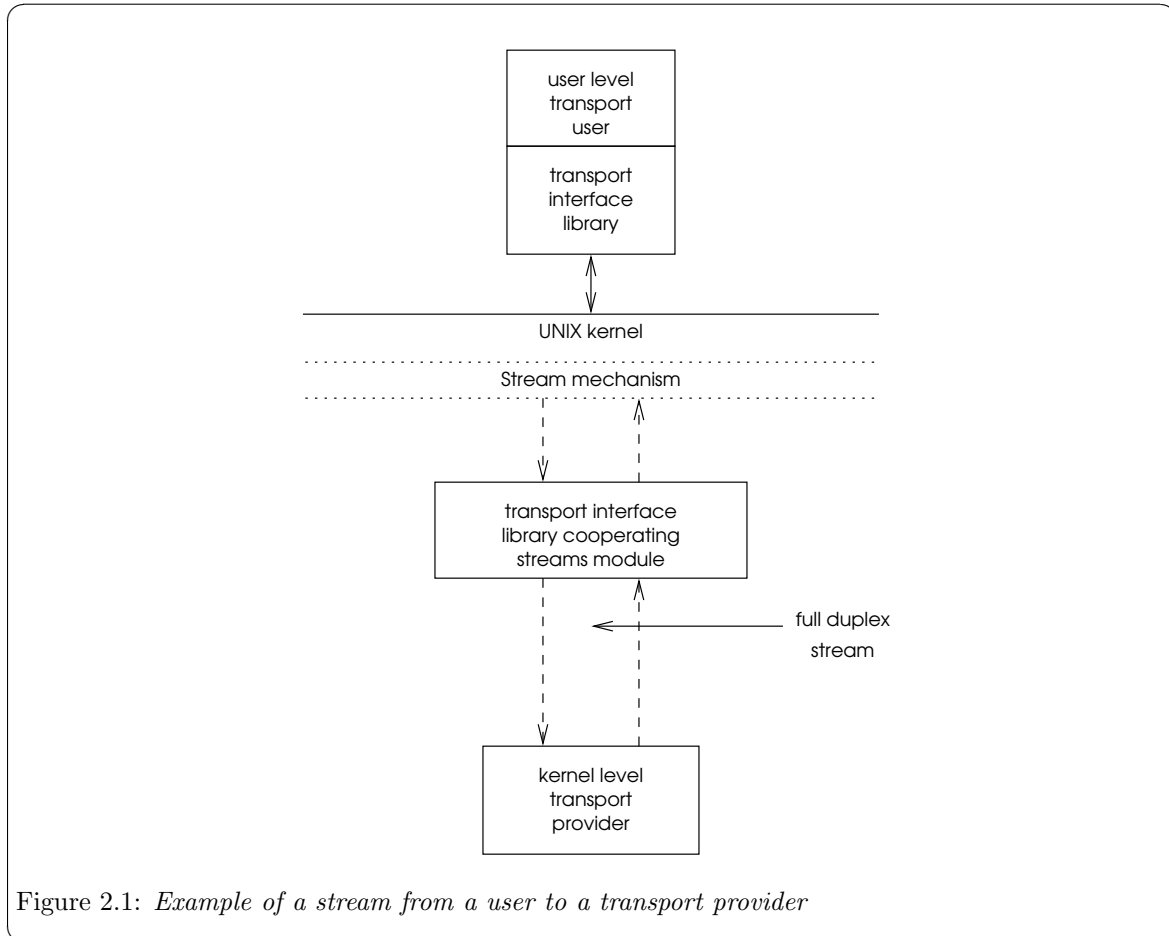 user level
transport
user
transport
interface
library
UNIX kernel
Stream mechanism
transport interface
library cooperating
streams module
full duplex
stream
kernel level
transport
provider
Figure 2.1: Example of a stream from a user to a transport provider